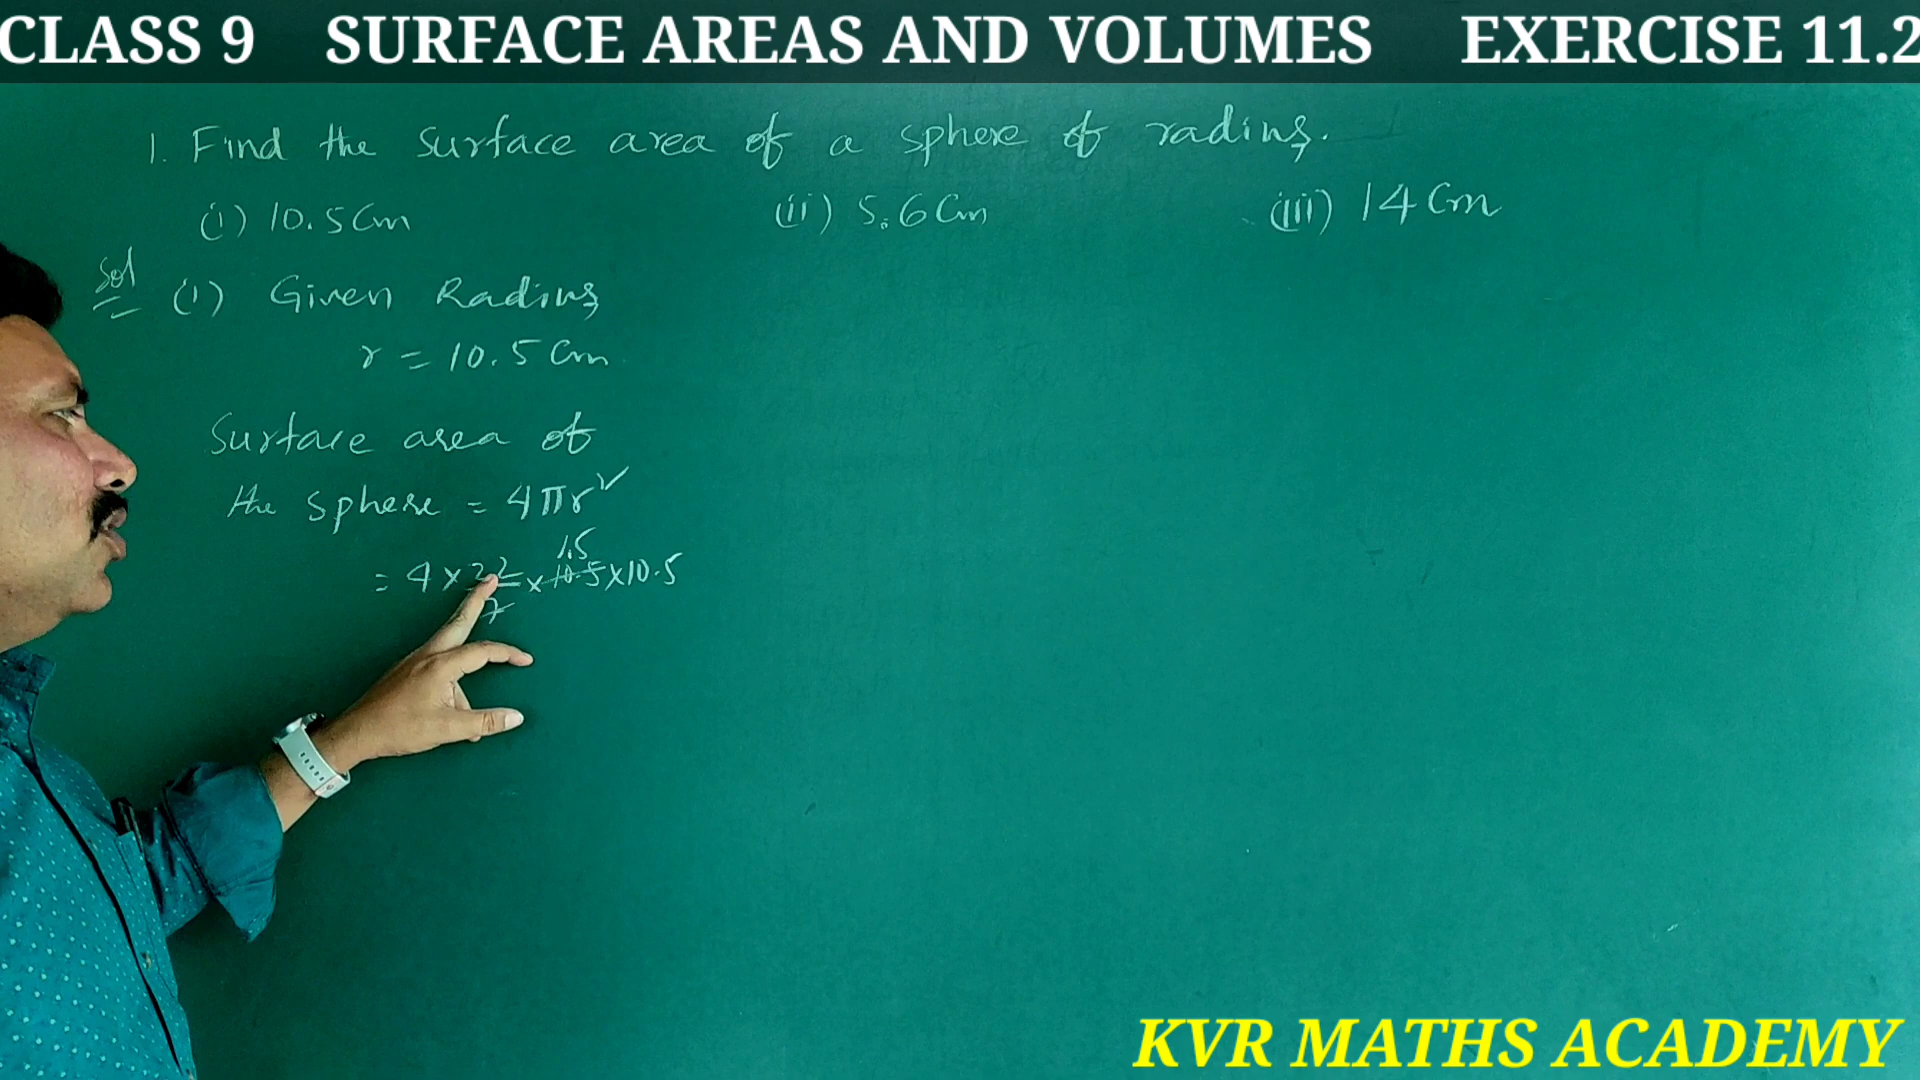 CLASS 9 SURFACE AREAS AND VOLUMES EXERCISE 11.2
1. Find the surface area of a sphere of radius.
(i) 10.5 Cm (ii) 5.6 Cm (iii) 14 Cm
Sol (i) Given Radius
r = 10.5 Cm
Surface area of
the sphere = 4πr²
1.5
= 4 × 22/7 × 10.5 × 10.5
KVR MATHS ACADEMY